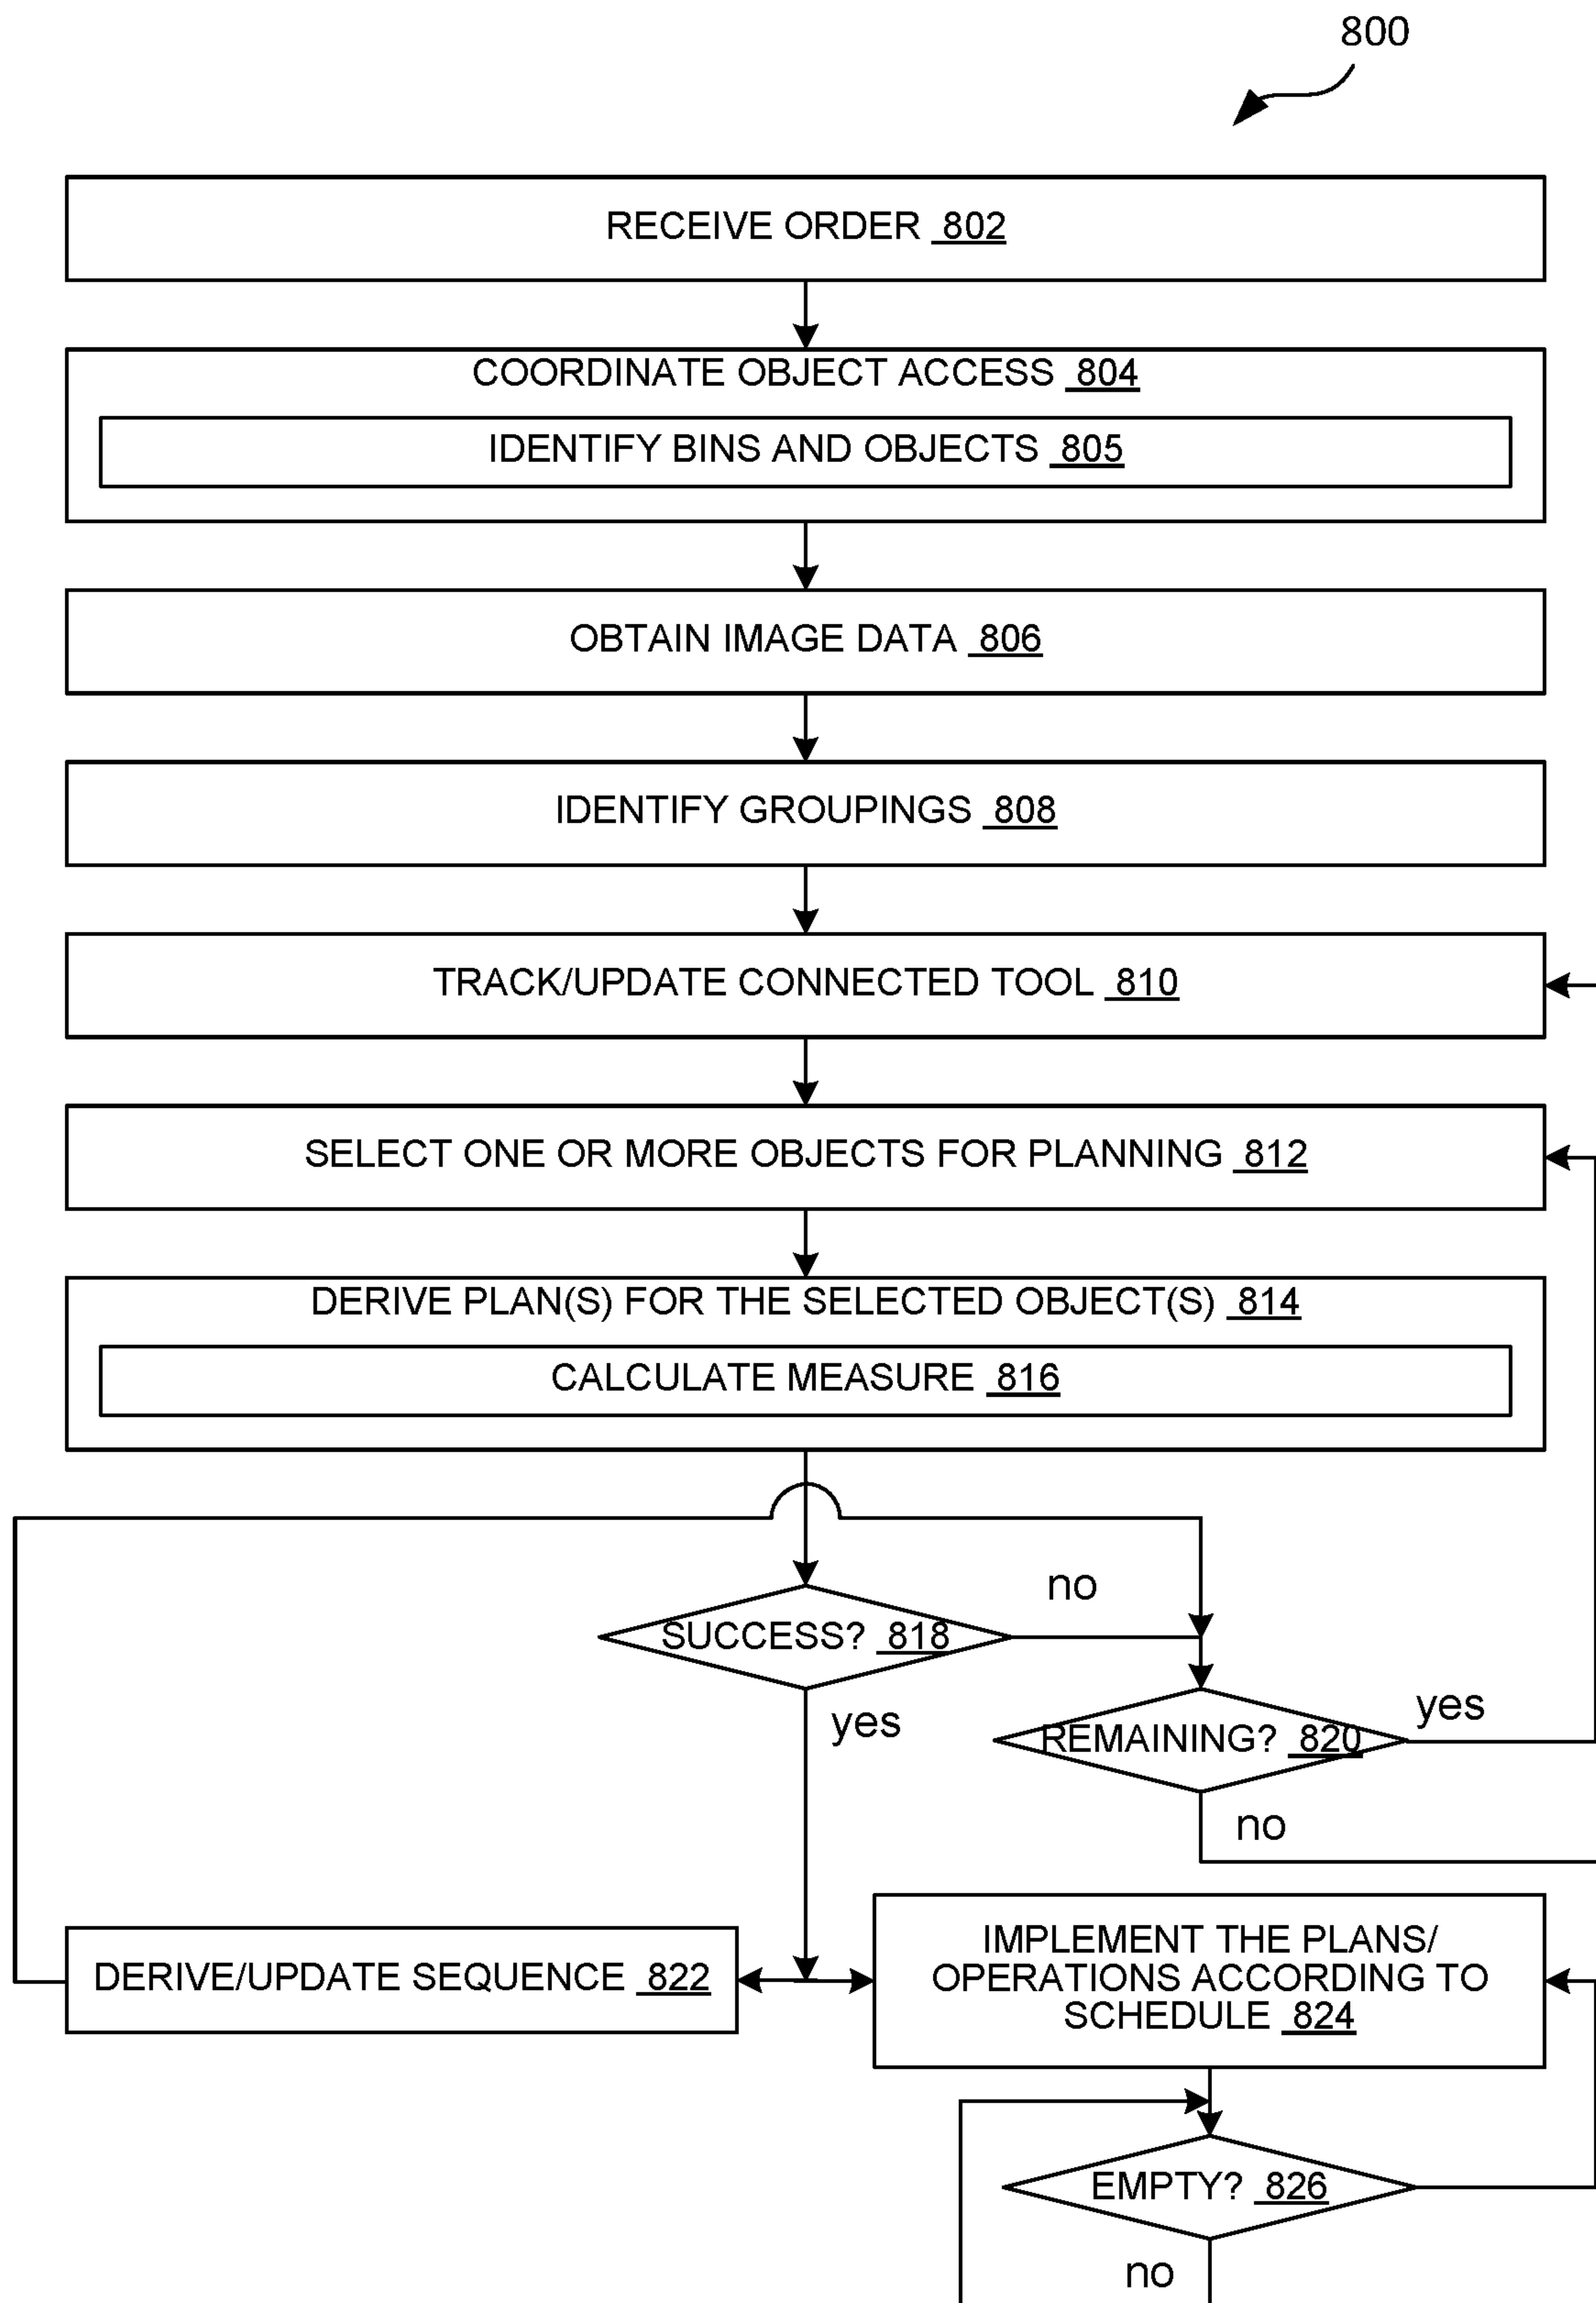 800
RECEIVE ORDER 802
COORDINATE OBJECT ACCESS 804
IDENTIFY BINS AND OBJECTS 805
OBTAIN IMAGE DATA 806
IDENTIFY GROUPINGS 808
TRACK/UPDATE CONNECTED TOOL 810
SELECT ONE OR MORE OBJECTS FOR PLANNING 812
DERIVE PLAN(S) FOR THE SELECTED OBJECT(S) 814
CALCULATE MEASURE 816
no
SUCCESS? 818
yes
yes
REMAINING? 820
no
DERIVE/UPDATE SEQUENCE 822
IMPLEMENT THE PLANS/
OPERATIONS ACCORDING TO
SCHEDULE 824
EMPTY? 826
no